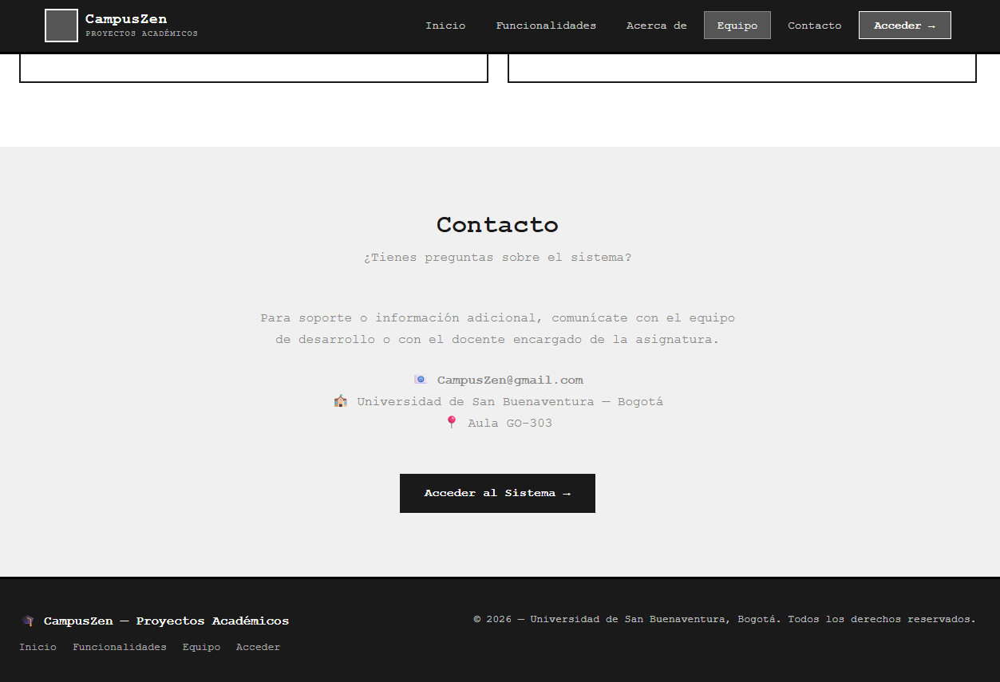 CampusZen
PROYECTOS ACADÉMICOS
Inicio Funcionalidades Acerca de Equipo Contacto Acceder →
Contacto
¿Tienes preguntas sobre el sistema?
Para soporte o información adicional, comunícate con el equipo
de desarrollo o con el docente encargado de la asignatura.
CampusZen@gmail.com
Universidad de San Buenaventura — Bogotá
Aula GO-303
Acceder al Sistema →
CampusZen — Proyectos Académicos
Inicio Funcionalidades Equipo Acceder
© 2026 — Universidad de San Buenaventura, Bogotá. Todos los derechos reservados.